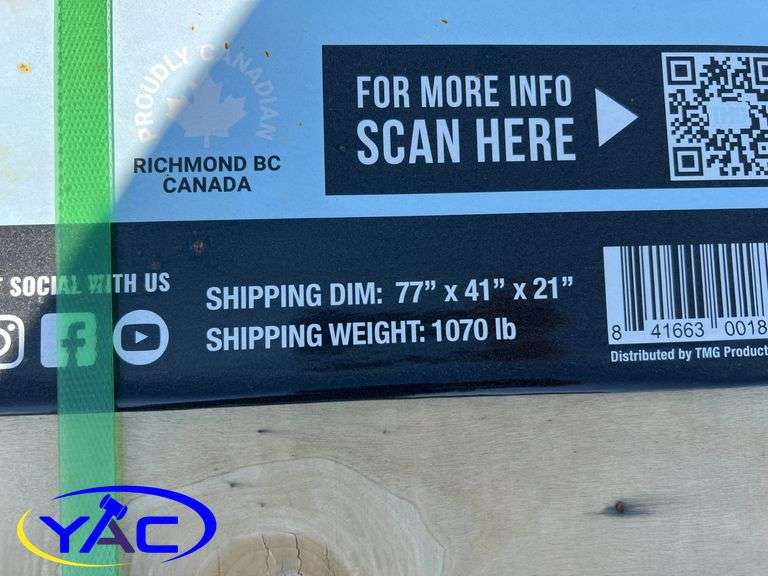 PROUDLY CANADIAN
RICHMOND BC
CANADA
FOR MORE INFO
SCAN HERE
SOCIAL WITH US
SHIPPING DIM: 77” x 41” x 21”
SHIPPING WEIGHT: 1070 lb
8 41663 0018
Distributed by TMG Product
YAC